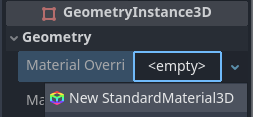 GeometryInstance3D
Geometry
Material Overri <empty>
Ma
New StandardMaterial3D